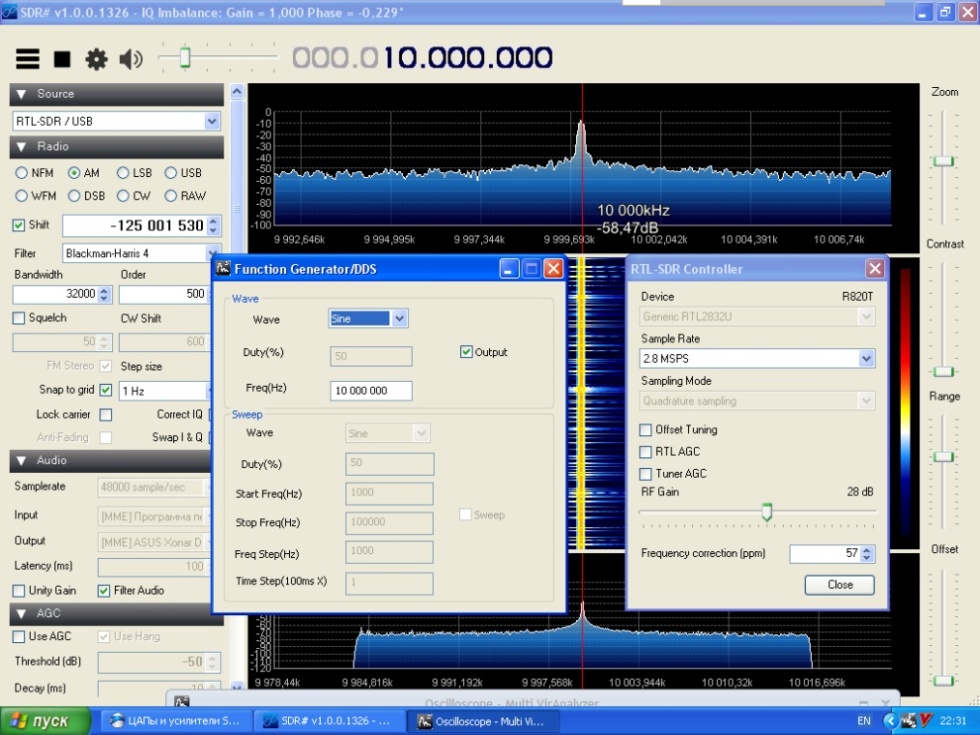 SDR# v1.0.0.1326 - IQ Imbalance: Gain = 1,000 Phase = -0,229°
000.010.000.000
Source
RTL-SDR / USB
Radio
NFM AM LSB USB
WFM DSB CW RAW
Shift -125 001 530
Filter Blackman-Harris 4
Bandwidth Order
32000 500
Squelch CW Shift
50 600
FM Stereo Step size
Snap to grid 1 Hz
Lock carrier Correct IQ
Anti-Fading Swap I & Q
Audio
Samplerate 48000 sample/sec
Input [MME] Программа
Output [MME] ASUS Xonar D
Latency (ms) 100
Unity Gain Filter Audio
AGC
Use AGC Use Hang
Threshold (dB) -50
Decay (ms) 10
0
-10
-20
-30
-40
-50
-60
-70
-80
-90
-100
10 000kHz
-58,47dB
9 992,646k 9 994,995k 9 997,344k 9 999,693k 10 002,042k 10 004,391k 10 006,74k
Function Generator/DDS
Wave
Wave Sine
Duty(%) 50 Output
Freq(Hz) 10 000 000
Sweep
Wave Sine
Duty(%) 50
Start Freq(Hz) 1000
Stop Freq(Hz) 100000 Sweep
Freq Step(Hz) 1000
Time Step(100ms X) 1
RTL-SDR Controller
Device R820T
Generic RTL2832U
Sample Rate
2.8 MSPS
Sampling Mode
Quadrature sampling
Offset Tuning
RTL AGC
Tuner AGC
RF Gain 28 dB
Frequency correction (ppm) 57
Close
Zoom
Contrast
Range
Offset
-50
-60
-70
-80
-90
-100
-110
-120
9 978,44k 9 984,816k 9 991,192k 9 997,568k 10 003,944k 10 010,32k 10 016,696k
Oscilloscope - Multi VirAnalyzer
пуск ЦАПы и усилители S... SDR# v1.0.0.1326 - ... Oscilloscope - Multi Vi... EN 22:31